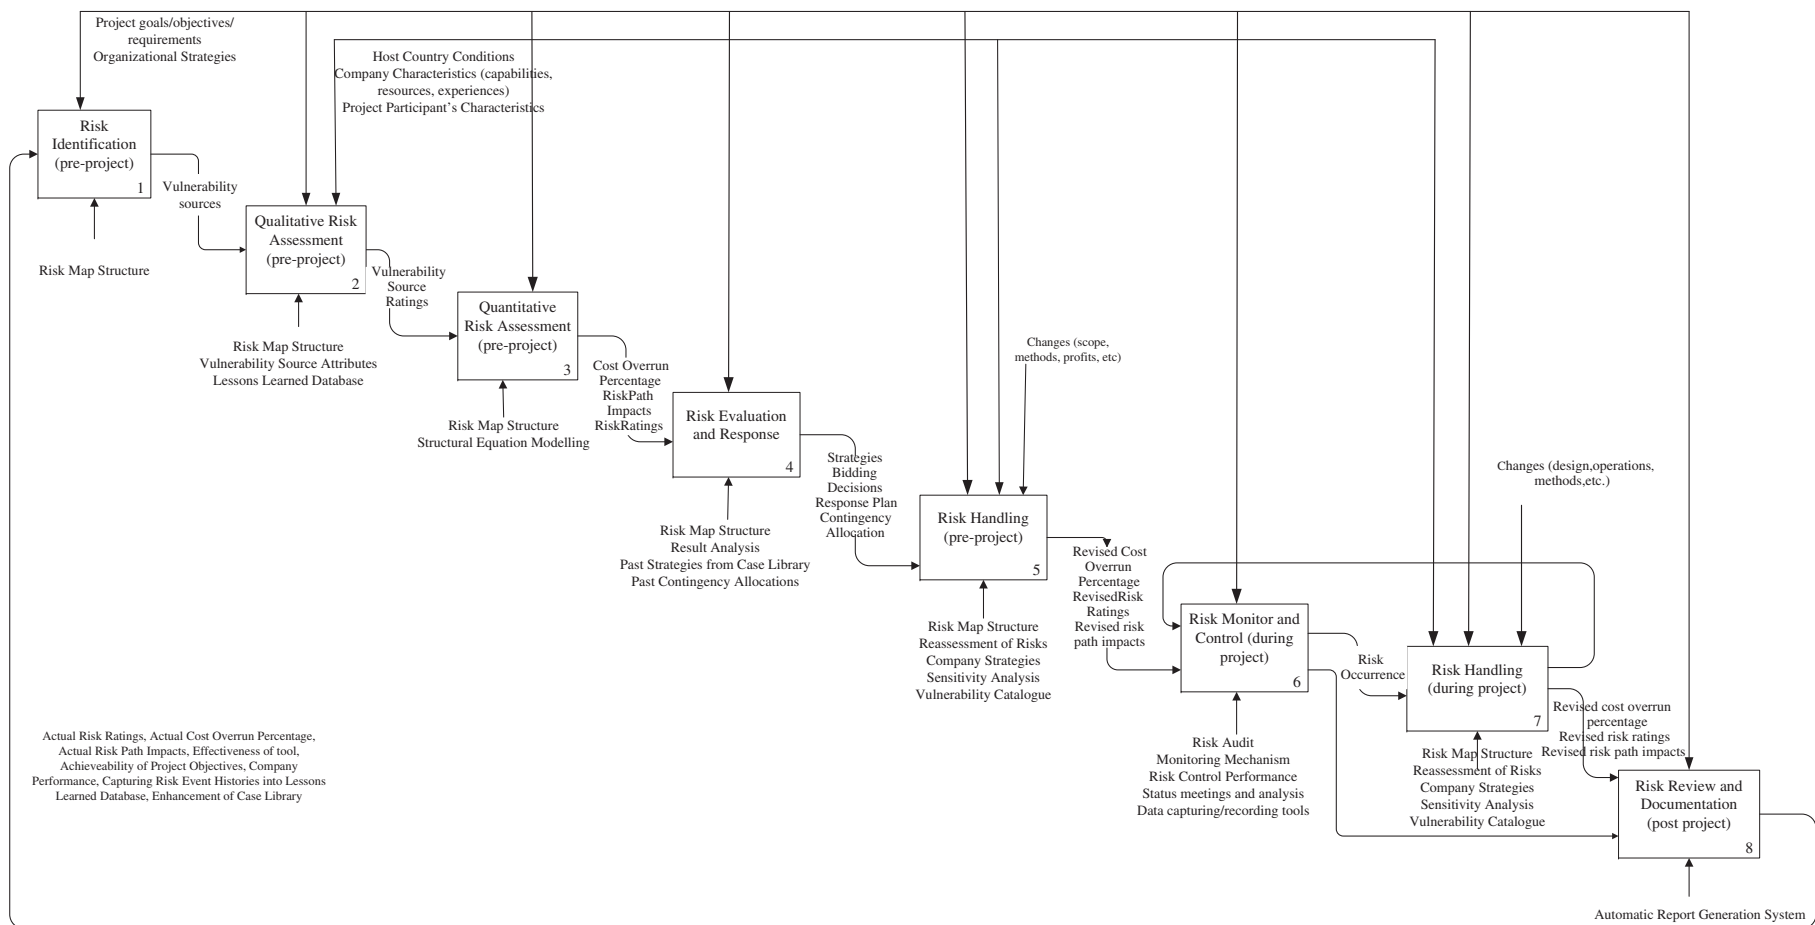 Project goals/objectives/
requirements
Organizational Strategies
Host Country Conditions
Company Characteristics (capabilities,
resources, experiences)
Project Participant's Characteristics
Risk
Identification
(pre-project)
1
Risk Map Structure
Vulnerability
sources
Qualitative Risk
Assessment
(pre-project)
2
Risk Map Structure
Vulnerability Source Attributes
Lessons Learned Database
Vulnerability
Source
Ratings
Quantitative
Risk Assessment
(pre-project)
3
Risk Map Structure
Structural Equation Modelling
Cost Overrun
Percentage
RiskPath
Impacts
RiskRatings
Risk Evaluation
and Response
4
Risk Map Structure
Result Analysis
Past Strategies from Case Library
Past Contingency Allocations
Strategies
Bidding
Decisions
Response Plan
Contingency
Allocation
Changes (scope,
methods, profits, etc)
Risk Handling
(pre-project)
5
Risk Map Structure
Reassessment of Risks
Company Strategies
Sensitivity Analysis
Vulnerability Catalogue
Revised Cost
Overrun
Percentage
RevisedRisk
Ratings
Revised risk
path impacts
Risk Monitor and
Control (during
project)
6
Risk Audit
Monitoring Mechanism
Risk Control Performance
Status meetings and analysis
Data capturing/recording tools
Risk
Occurrence
Changes (design,operations,
methods,etc.)
Risk Handling
(during project)
7
Risk Map Structure
Reassessment of Risks
Company Strategies
Sensitivity Analysis
Vulnerability Catalogue
Revised cost overrun
percentage
Revised risk ratings
Revised risk path impacts
Risk Review and
Documentation
(post project)
8
Automatic Report Generation System
Actual Risk Ratings, Actual Cost Overrun Percentage,
Actual Risk Path Impacts, Effectiveness of tool,
Achieveability of Project Objectives, Company
Performance, Capturing Risk Event Histories into Lessons
Learned Database, Enhancement of Case Library